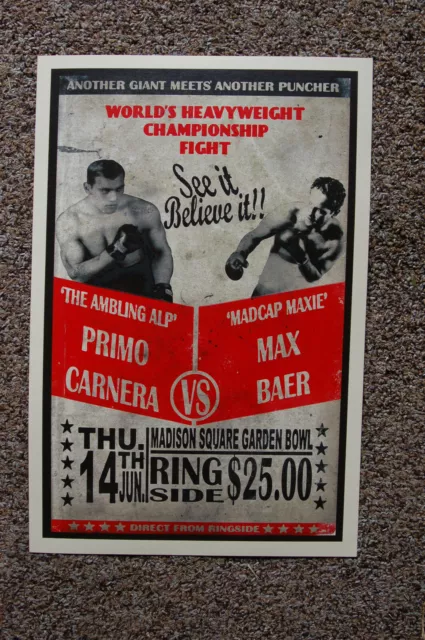 ANOTHER GIANT MEETS ANOTHER PUNCHER
WORLD'S HEAVYWEIGHT
CHAMPIONSHIP
FIGHT
See it
Believe it!!
'THE AMBLING ALP'
PRIMO
CARNERA
VS
'MADCAP MAXIE'
MAX
BAER
THU.
14TH JUN.
MADISON SQUARE GARDEN BOWL
RING SIDE $25.00
DIRECT FROM RINGSIDE